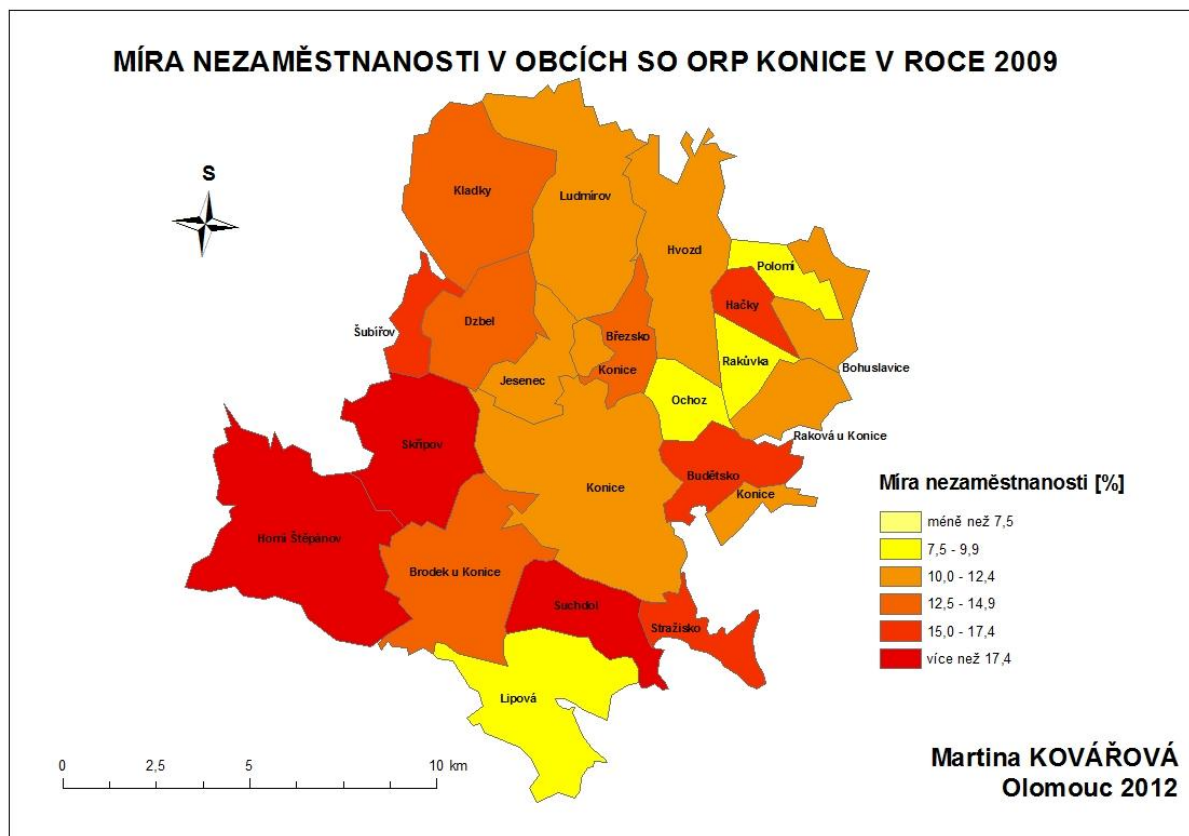 MÍRA NEZAMĚSTNANOSTI V OBCÍCH SO ORP KONICE V ROCE 2009
S
Kladky
Ludmírov
Hvozd
Polomí
Hačky
Šubířov
Dzbel
Březsko
Jesenec
Konice
Rakůvka
Bohuslavice
Ochoz
Raková u Konice
Skřípov
Budětsko
Konice
Konice
Horní Štěpánov
Brodek u Konice
Suchdol
Stražisko
Lipová
Míra nezaměstnanosti [%]
méně než 7,5
7,5 - 9,9
10,0 - 12,4
12,5 - 14,9
15,0 - 17,4
více než 17,4
0 2,5 5 10 km
Martina KOVÁŘOVÁ
Olomouc 2012